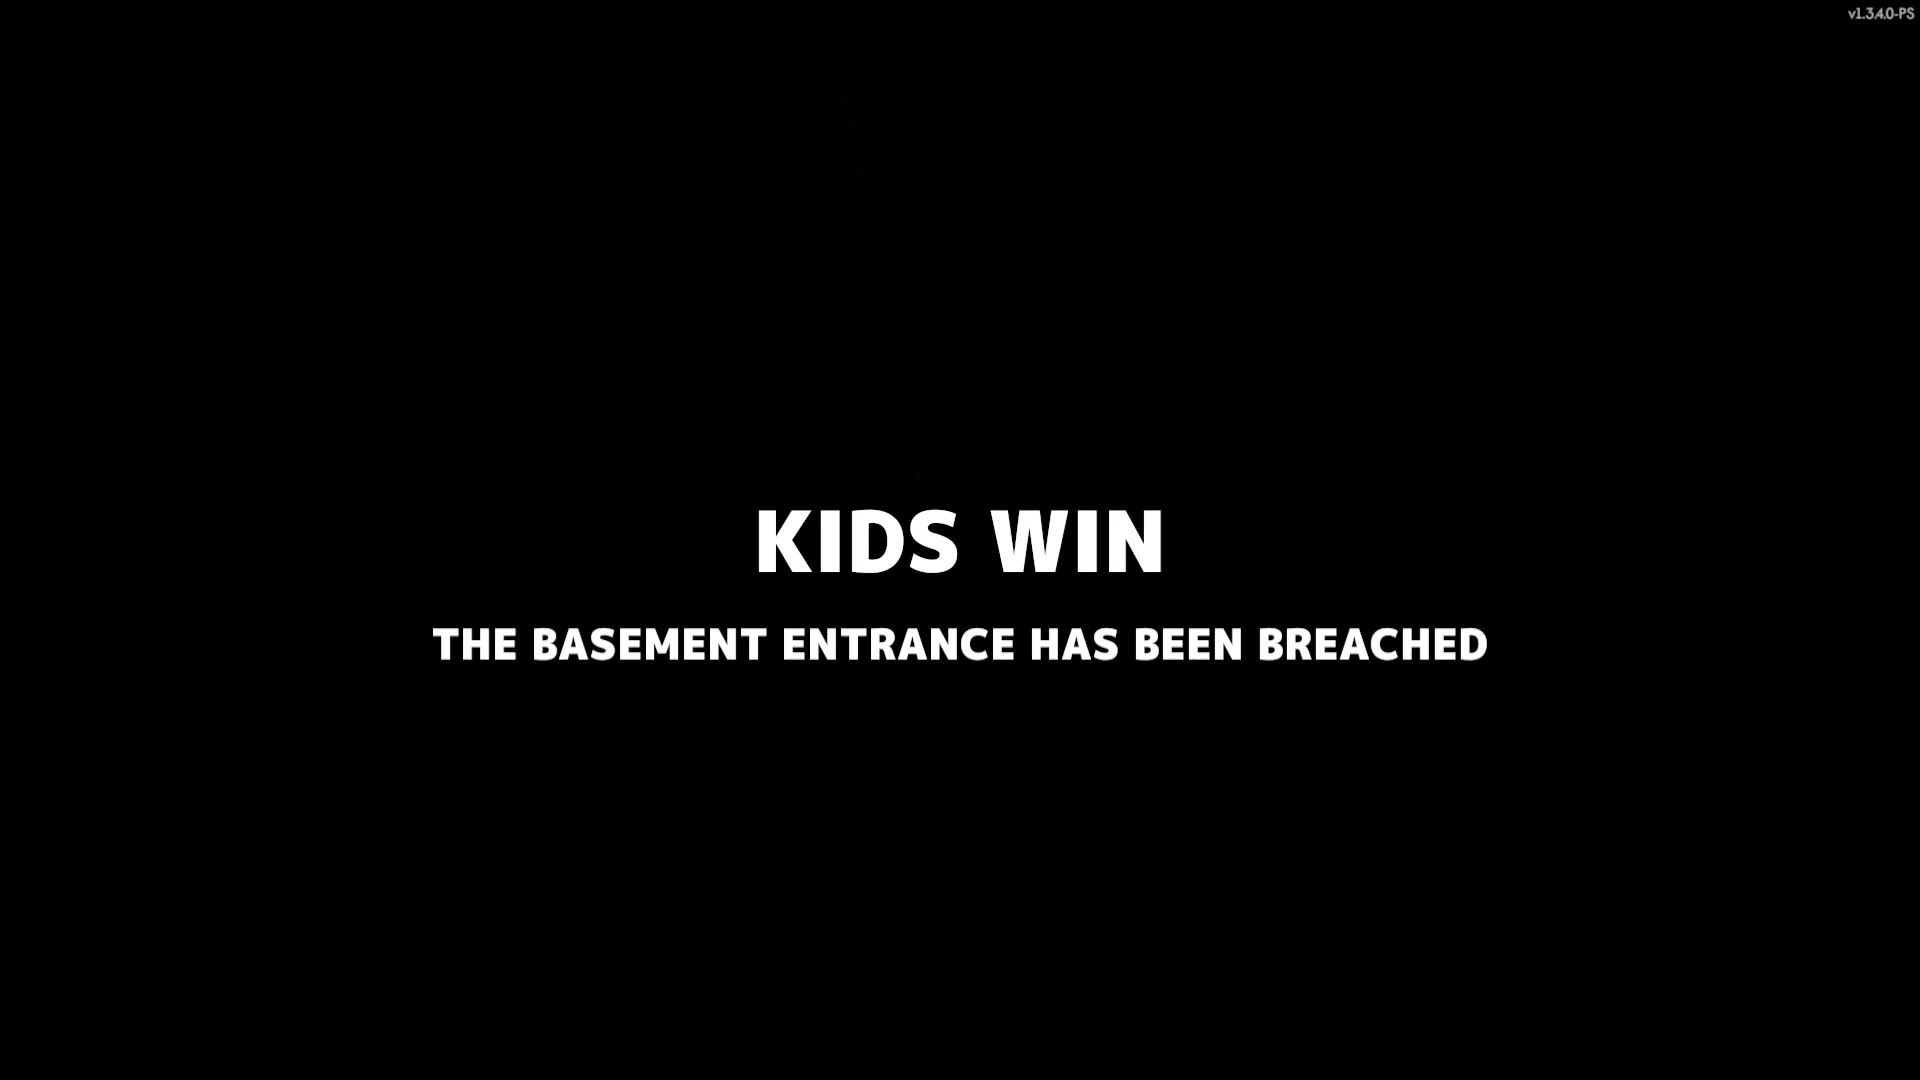 v1.3.4.0-PS
KIDS WIN
THE BASEMENT ENTRANCE HAS BEEN BREACHED